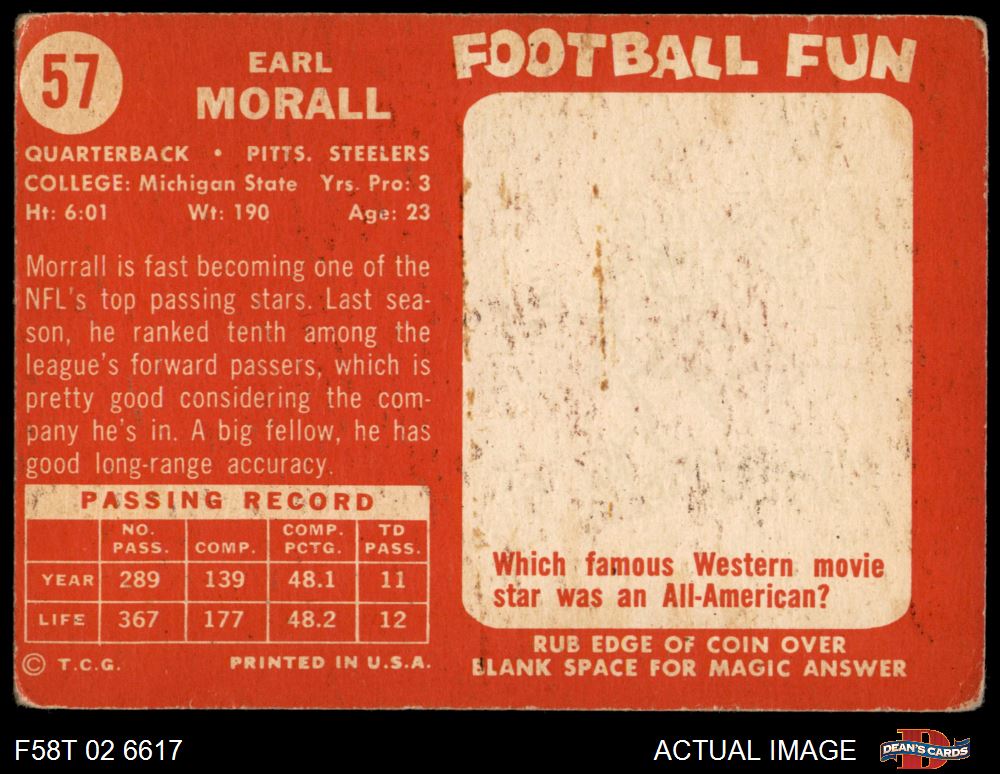 57
EARL
MORALL
QUARTERBACK • PITTS. STEELERS
COLLEGE: Michigan State Yrs. Pro: 3
Ht: 6:01 Wt: 190 Age: 23
Morrall is fast becoming one of the
NFL's top passing stars. Last sea-
son, he ranked tenth among the
league's forward passers, which is
pretty good considering the com-
pany he's in. A big fellow, he has
good long-range accuracy.
PASSING RECORD
NO. PASS. COMP. COMP. PCTG. TD PASS.
YEAR 289 139 48.1 11
LIFE 367 177 48.2 12
© T.C.G. PRINTED IN U.S.A.
FOOTBALL FUN
Which famous Western movie
star was an All-American?
RUB EDGE OF COIN OVER
BLANK SPACE FOR MAGIC ANSWER
F58T 02 6617
ACTUAL IMAGE
DEAN'S CARDS